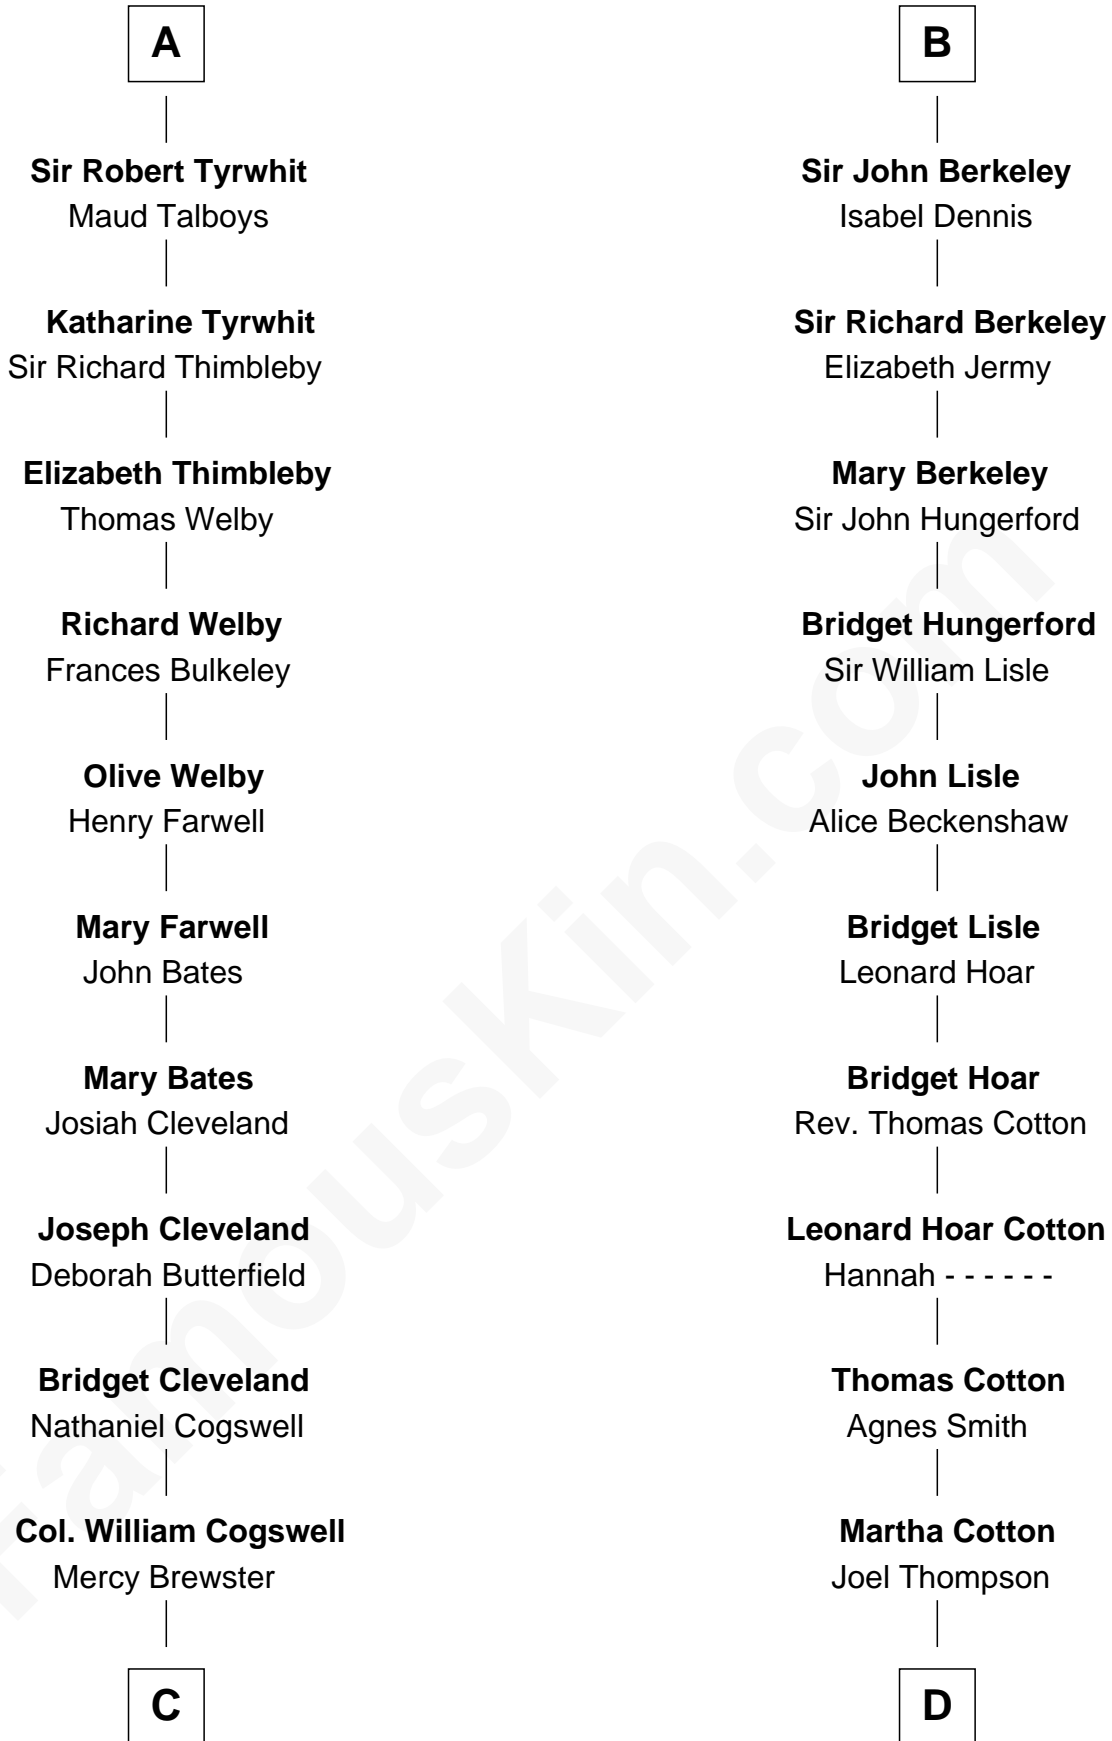 A
Sir Robert Tyrwhit
Maud Talboys
Katharine Tyrwhit
Sir Richard Thimbleby
Elizabeth Thimbleby
Thomas Welby
Richard Welby
Frances Bulkeley
Olive Welby
Henry Farwell
Mary Farwell
John Bates
Mary Bates
Josiah Cleveland
Joseph Cleveland
Deborah Butterfield
Bridget Cleveland
Nathaniel Cogswell
Col. William Cogswell
Mercy Brewster
C
B
Sir John Berkeley
Isabel Dennis
Sir Richard Berkeley
Elizabeth Jermy
Mary Berkeley
Sir John Hungerford
Bridget Hungerford
Sir William Lisle
John Lisle
Alice Beckenshaw
Bridget Lisle
Leonard Hoar
Bridget Hoar
Rev. Thomas Cotton
Leonard Hoar Cotton
Hannah - - - - - -
Thomas Cotton
Agnes Smith
Martha Cotton
Joel Thompson
D
FamousKin.com